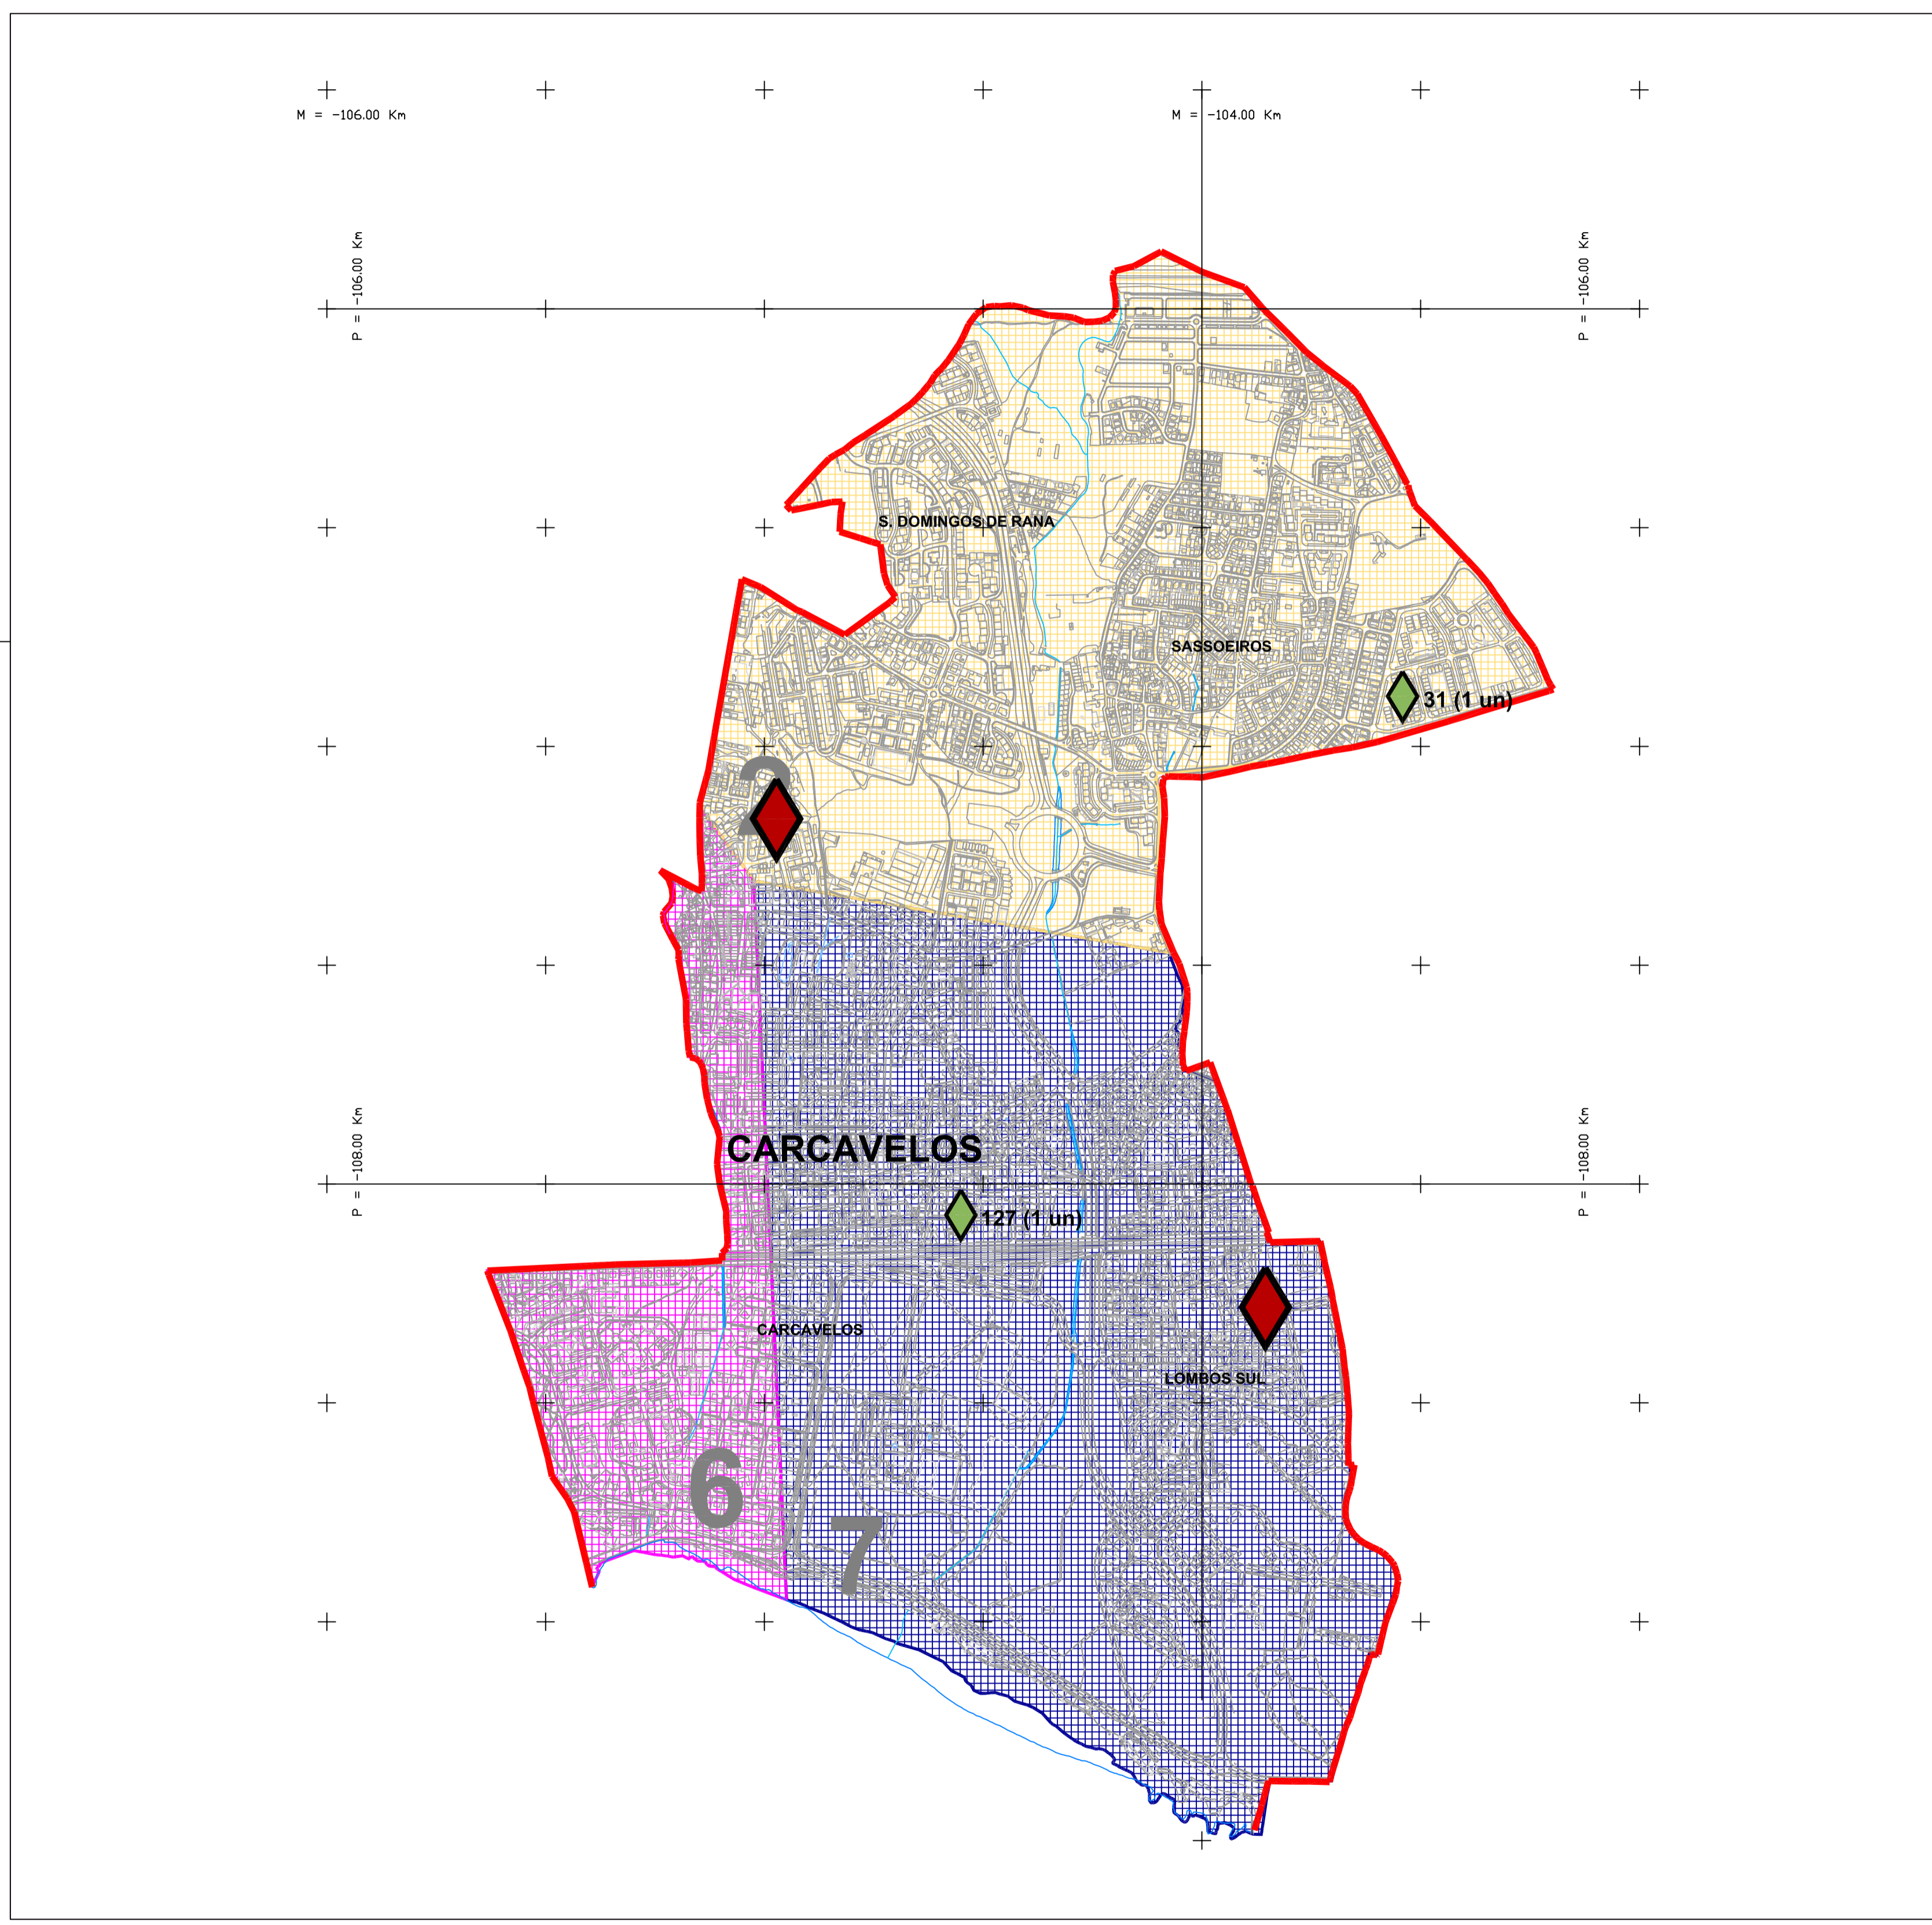 M = -106.00 Km
M = -104.00 Km
P = -106.00 Km
P = -106.00 Km
S. DOMINGOS DE RANA
SASSOEIROS
31 (1 un)
2
P = -108.00 Km
P = -108.00 Km
CARCAVELOS
127 (1 un)
CARCAVELOS
LOMBOS SUL
6
7